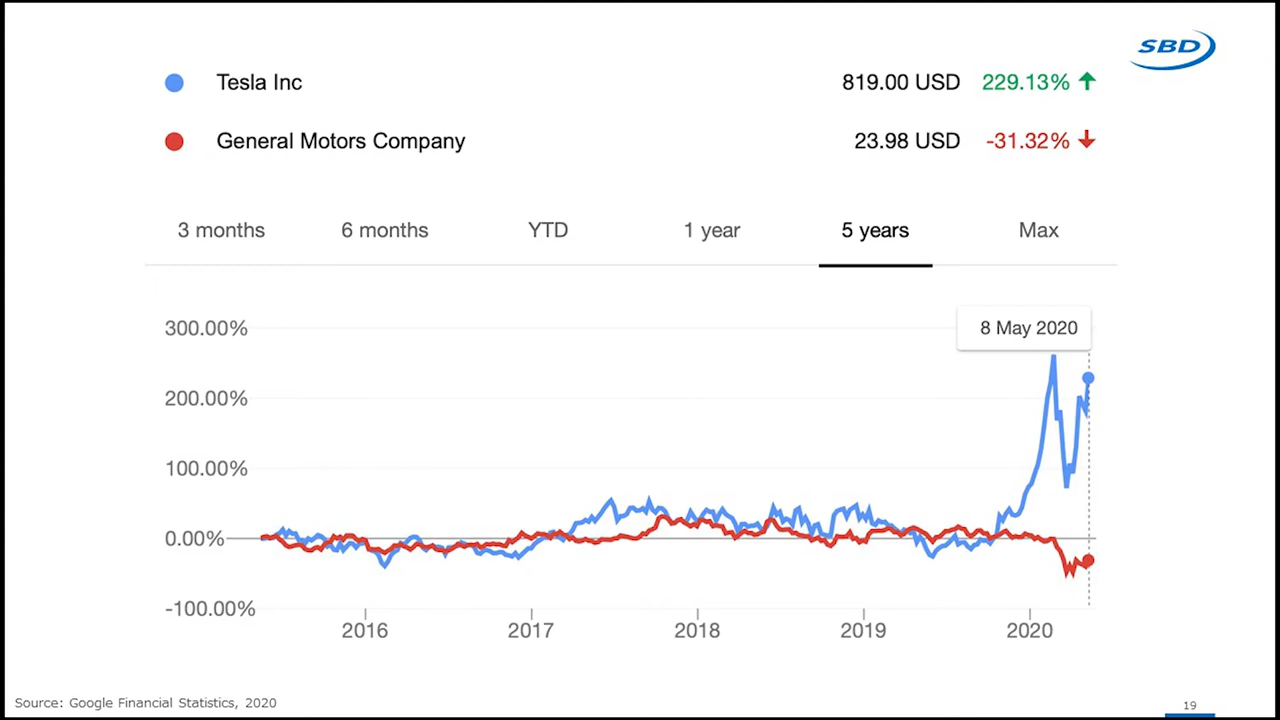 SBD
Tesla Inc 819.00 USD 229.13%
General Motors Company 23.98 USD -31.32%
3 months 6 months YTD 1 year 5 years Max
8 May 2020
300.00%
200.00%
100.00%
0.00%
-100.00%
2016 2017 2018 2019 2020
Source: Google Financial Statistics, 2020
19